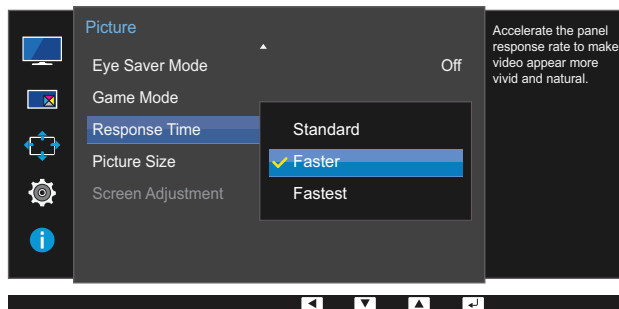 Picture
Eye Saver Mode Off
Game Mode
Response Time Standard
Picture Size Faster
Screen Adjustment Fastest
Accelerate the panel
response rate to make
video appear more
vivid and natural.